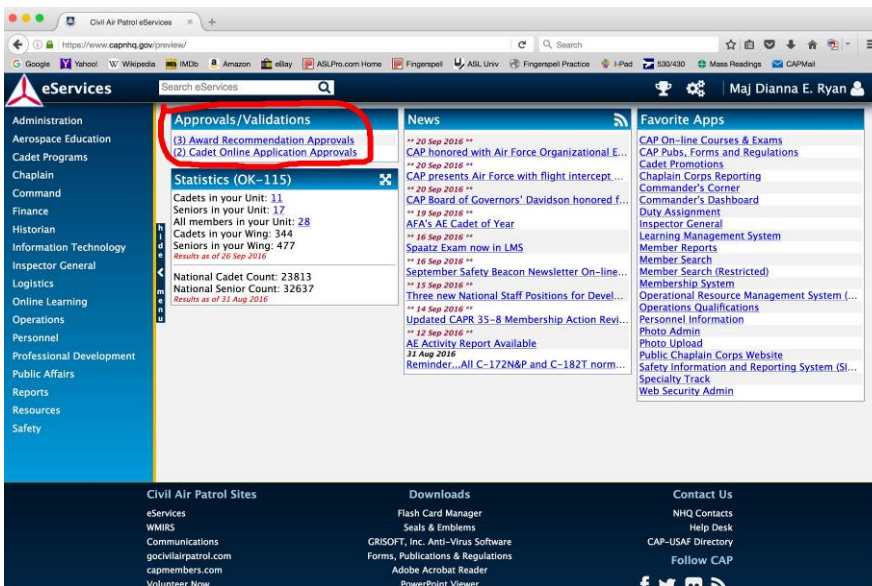 Civil Air Patrol eServices
https://www.capnhq.gov/preview/
Search
Google Yahoo! Wikipedia IMDb Amazon eBay ASLPro.com Home Fingerspell ASL Univ Fingerspell Practice I-Pad 530/430 Mass Readings CAPMail
eServices
Search eServices
Maj Dianna E. Ryan
Administration
Aerospace Education
Cadet Programs
Chaplain
Command
Finance
Historian
Information Technology
Inspector General
Logistics
Online Learning
Operations
Personnel
Professional Development
Public Affairs
Reports
Resources
Safety
hide menu
Approvals/Validations
(3) Award Recommendation Approvals
(2) Cadet Online Application Approvals
Statistics (OK-115)
Cadets in your Unit: 11
Seniors in your Unit: 17
All members in your Unit: 28
Cadets in your Wing: 344
Seniors in your Wing: 477
Results as of 26 Sep 2016
National Cadet Count: 23813
National Senior Count: 32637
Results as of 31 Aug 2016
News
** 20 Sep 2016 **
CAP honored with Air Force Organizational E...
** 20 Sep 2016 **
CAP presents Air Force with flight intercept ...
** 20 Sep 2016 **
CAP Board of Governors' Davidson honored f...
** 19 Sep 2016 **
AFA's AE Cadet of Year
** 16 Sep 2016 **
Spaatz Exam now in LMS
** 16 Sep 2016 **
September Safety Beacon Newsletter On-line...
** 15 Sep 2016 **
Three new National Staff Positions for Devel...
** 14 Sep 2016 **
Updated CAPR 35-8 Membership Action Revi...
** 12 Sep 2016 **
AE Activity Report Available
31 Aug 2016
Reminder...All C-172N&P and C-182T norm...
Favorite Apps
CAP On-line Courses & Exams
CAP Pubs, Forms and Regulations
Cadet Promotions
Chaplain Corps Reporting
Commander's Corner
Commander's Dashboard
Duty Assignment
Inspector General
Learning Management System
Member Reports
Member Search
Member Search (Restricted)
Membership System
Operational Resource Management System (...
Operations Qualifications
Personnel Information
Photo Admin
Photo Upload
Public Chaplain Corps Website
Safety Information and Reporting System (SI...
Specialty Track
Web Security Admin
Civil Air Patrol Sites
eServices
WMIRS
Communications
gocivilairpatrol.com
capmembers.com
Volunteer Now
Downloads
Flash Card Manager
Seals & Emblems
GRISOFT, Inc. Anti-Virus Software
Forms, Publications & Regulations
Adobe Acrobat Reader
PowerPoint Viewer
Contact Us
NHQ Contacts
Help Desk
CAP-USAF Directory
Follow CAP